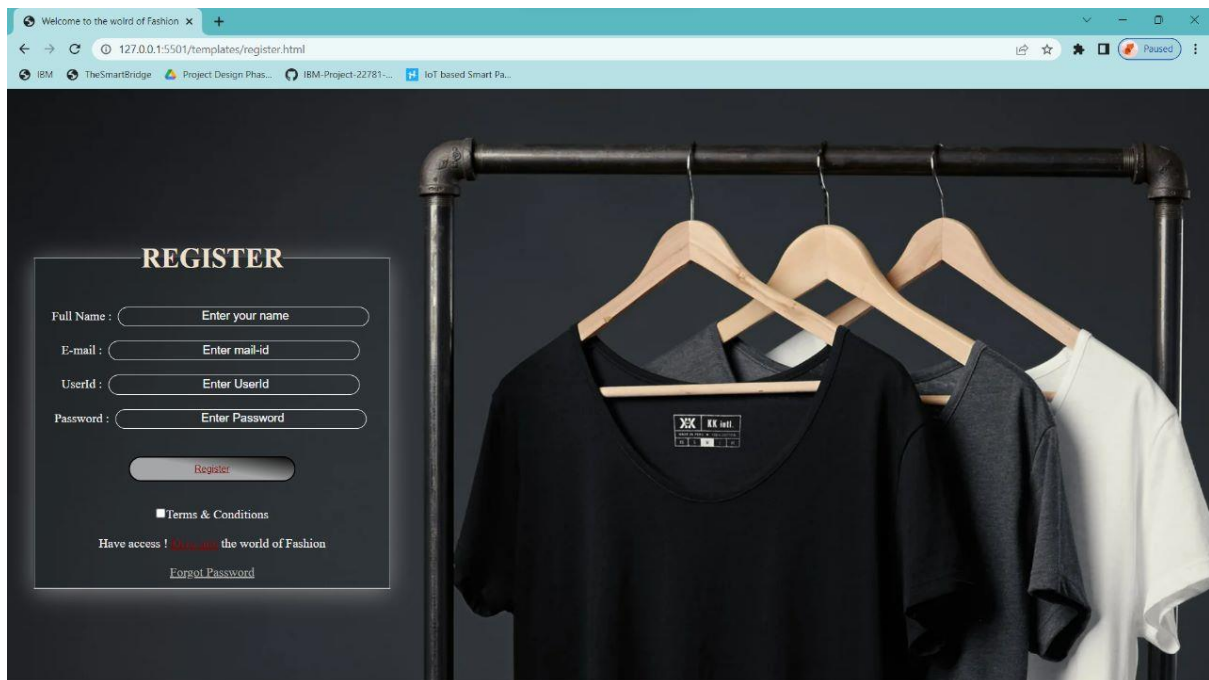 Welcome to the wolrd of Fashion
127.0.0.1:5501/templates/register.html
Paused
IBM TheSmartBridge Project Design Phas... IBM-Project-22781-... IoT based Smart Pa...
REGISTER
Full Name : Enter your name
E-mail : Enter mail-id
UserId : Enter UserId
Password : Enter Password
Register
Terms & Conditions
Have access ! the world of Fashion
Forgot Password
KK intl.